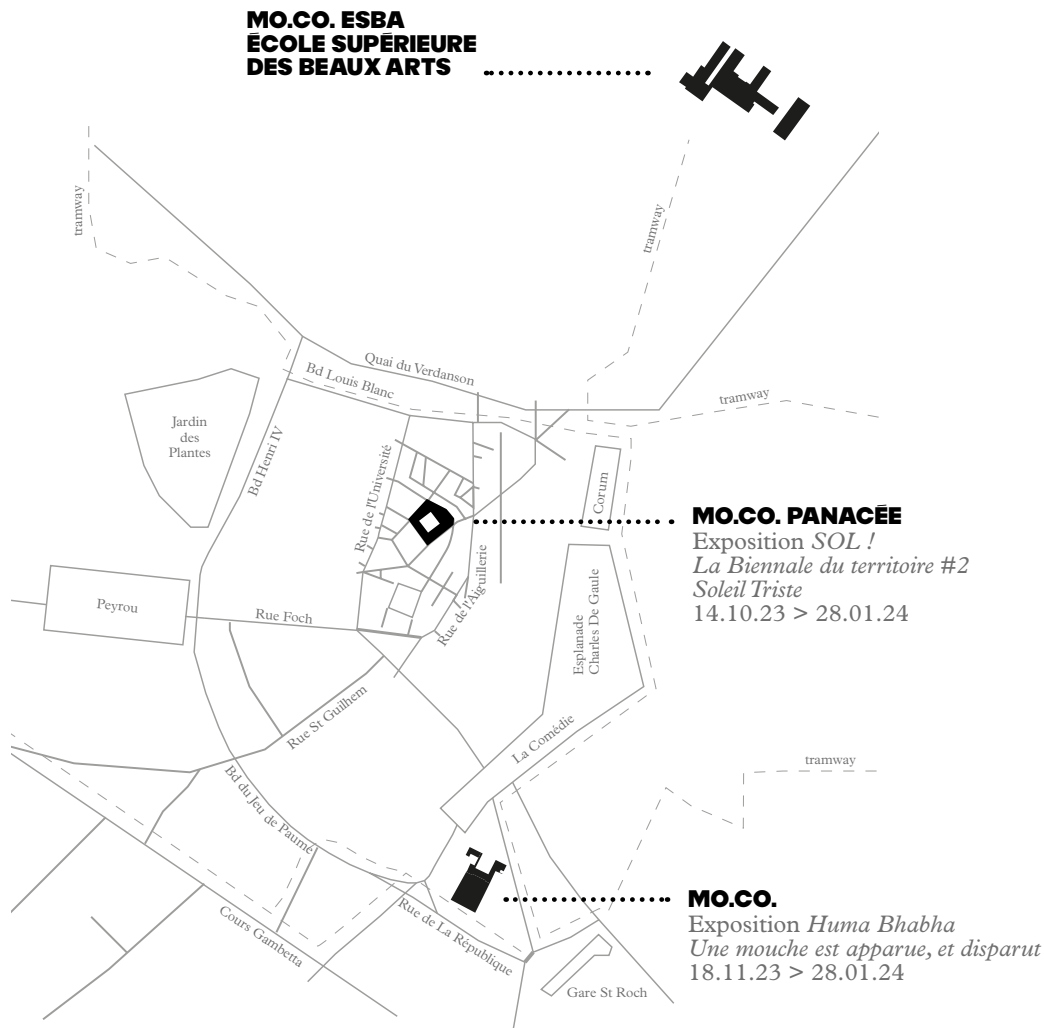 MO.CO. ESBA
ÉCOLE SUPÉRIEURE
DES BEAUX ARTS
tramway
tramway
Quai du Verdanson
Bd Louis Blanc
tramway
Jardin
des
Plantes
Bd Henri IV
Rue de l'Université
Corum
MO.CO. PANACÉE
Exposition SOL !
La Biennale du territoire #2
Soleil Triste
14.10.23 > 28.01.24
Rue de l'Aiguillerie
Peyrou
Rue Foch
Esplanade
Charles De Gaule
Rue St Guilhem
La Comédie
tramway
Bd du Jeu de Paumé
MO.CO.
Exposition Huma Bhabha
Une mouche est apparue, et disparut
18.11.23 > 28.01.24
Cours Gambetta
Rue de La République
Gare St Roch